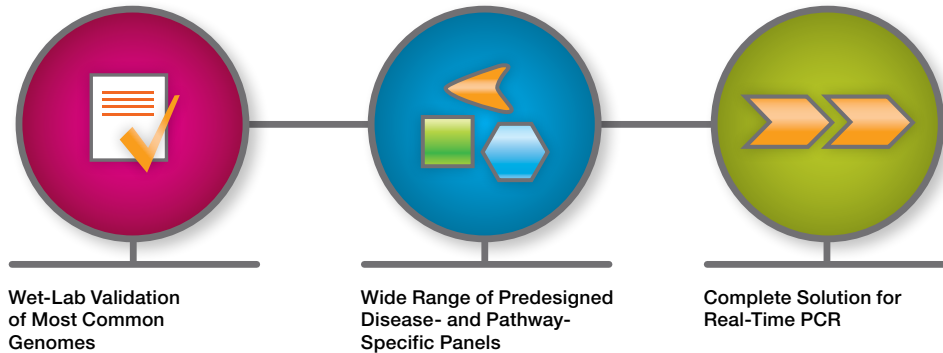 Wet-Lab Validation
of Most Common
Genomes
Wide Range of Predesigned
Disease- and Pathway-
Specific Panels
Complete Solution for
Real-Time PCR